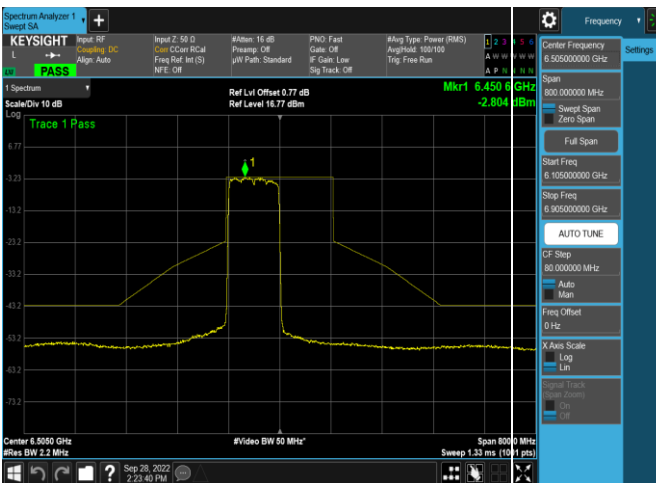 Spectrum Analyzer 1
Swept SA
Frequency
KEYSIGHT
L
PASS
Input: RF
Coupling: DC
Align: Auto
Input Z: 50 Ω
Corr CCorr RCal
Freq Ref: Int (S)
NFE: Off
#Atten: 16 dB
Preamp: Off
µW Path: Standard
PNO: Fast
Gate: Off
IF Gain: Low
Sig Track: Off
#Avg Type: Power (RMS)
Avg|Hold: 100/100
Trig: Free Run
1 2 3 4 5 6
A W W W W W
A P N N N N
1 Spectrum
Scale/Div 10 dB
Log
Ref Lvl Offset 0.77 dB
Ref Level 16.77 dBm
Mkr1 6.450 6 GHz
-2.804 dBm
Trace 1 Pass
1
6.77
-3.23
-13.2
-23.2
-33.2
-43.2
-53.2
-63.2
-73.2
Center 6.5050 GHz
#Res BW 2.2 MHz
#Video BW 50 MHz*
Span 800.0 MHz
Sweep 1.33 ms (1001 pts)
Sep 28, 2022
2:23:40 PM
Center Frequency
6.505000000 GHz
Settings
Span
800.000000 MHz
Swept Span
Zero Span
Full Span
Start Freq
6.105000000 GHz
Stop Freq
6.905000000 GHz
AUTO TUNE
CF Step
80.000000 MHz
Auto
Man
Freq Offset
0 Hz
X Axis Scale
Log
Lin
Signal Track
(Span Zoom)
On
Off